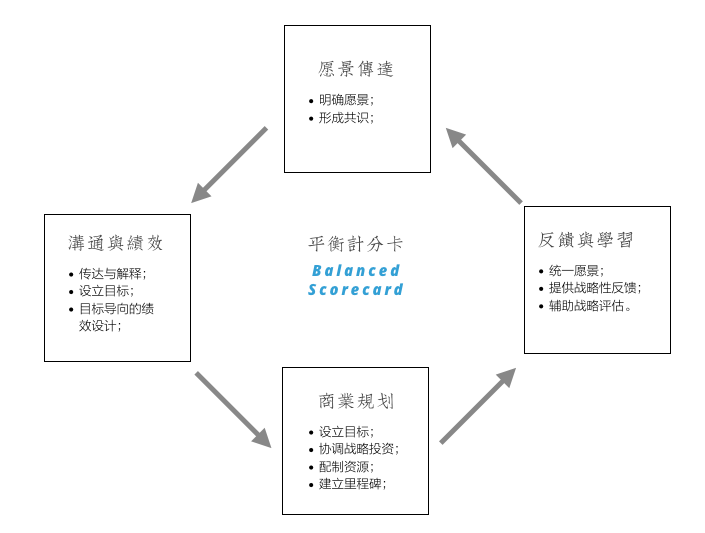 愿景傳達
• 明确愿景；
• 形成共识；
溝通與績效
• 传达与解释；
• 设立目标；
• 目标导向的绩
效设计；
平衡計分卡
Balanced
Scorecard
反饋與學習
• 统一愿景；
• 提供战略性反馈；
• 辅助战略评估。
商業規划
• 设立目标；
• 协调战略投资；
• 配制资源；
• 建立里程碑；